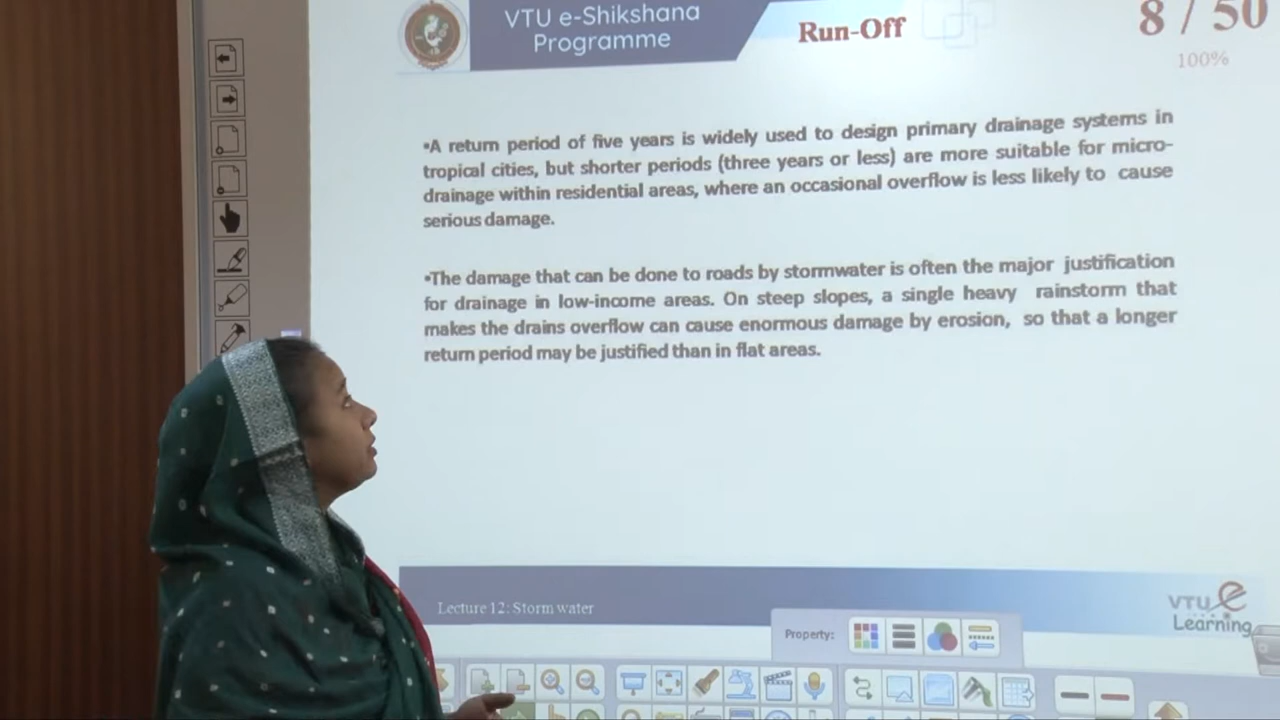 VTU e-Shikshana
Programme
Run-Off
8 / 50
100%
•A return period of five years is widely used to design primary drainage systems in
tropical cities, but shorter periods (three years or less) are more suitable for micro-
drainage within residential areas, where an occasional overflow is less likely to cause
serious damage.
•The damage that can be done to roads by stormwater is often the major justification
for drainage in low-income areas. On steep slopes, a single heavy rainstorm that
makes the drains overflow can cause enormous damage by erosion, so that a longer
return period may be justified than in flat areas.
Lecture 12: Storm water
VTU e
Learning
Property: